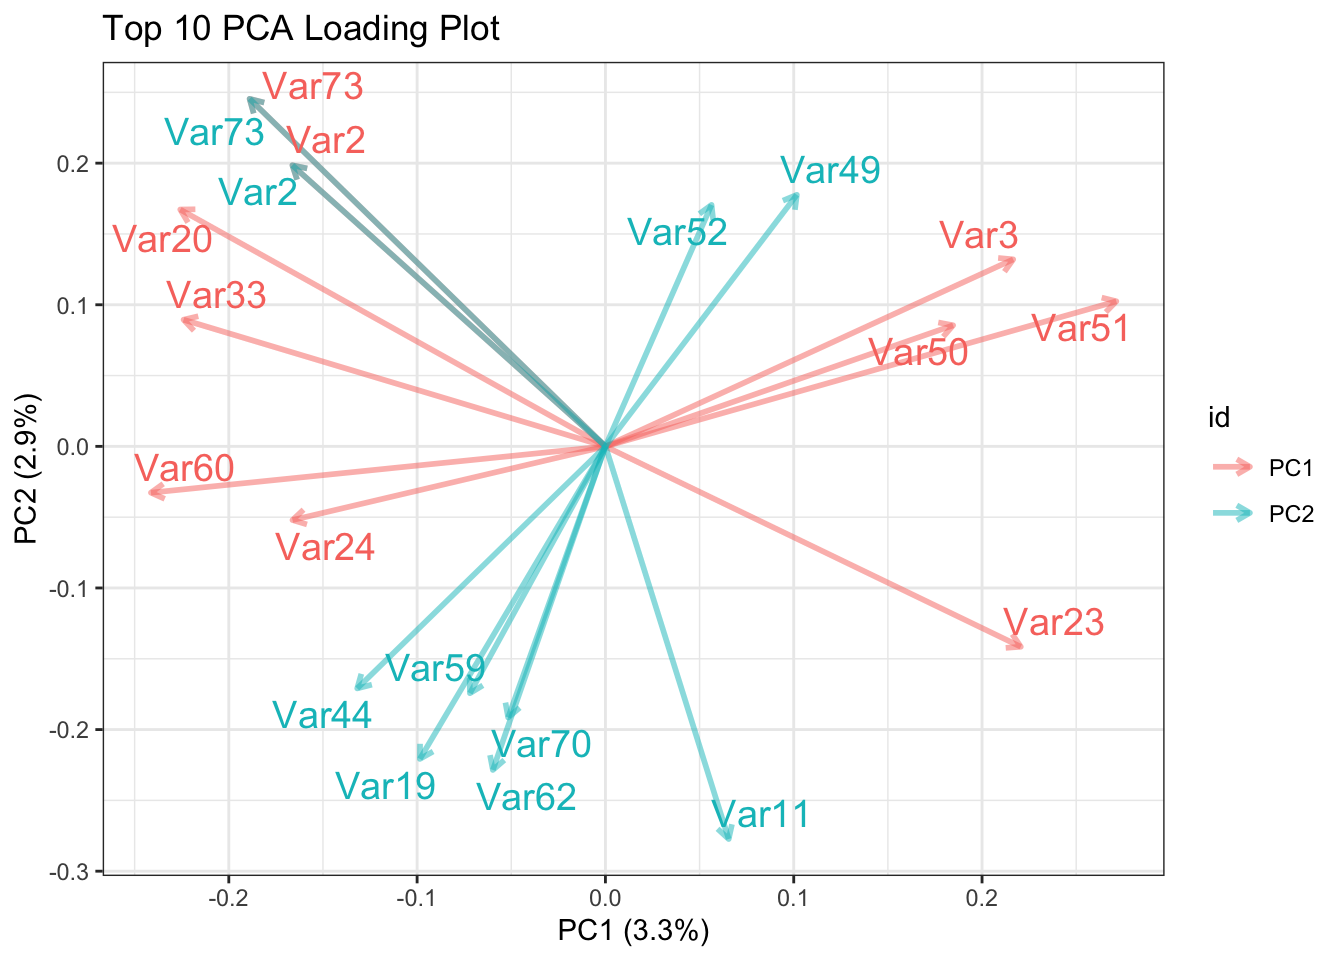 Top 10 PCA Loading Plot
Var73
Var73
Var2
Var2
Var49
Var52
Var20
Var3
Var33
Var51
Var50
Var60
Var24
Var23
Var59
Var44
Var70
Var19
Var62
Var11
0.2
0.1
0.0
-0.1
-0.2
-0.3
PC2 (2.9%)
-0.2
-0.1
0.0
0.1
0.2
PC1 (3.3%)
id
PC1
PC2